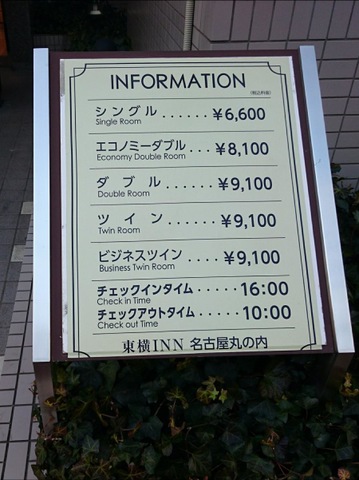 INFORMATION
(税込料金)
シングル......¥6,600
Single Room
エコノミーダブル...¥8,100
Economy Double Room
ダブル.....¥9,100
Double Room
ツイン.....¥9,100
Twin Room
ビジネスツイン...¥9,100
Business Twin Room
チェックインタイム....16:00
Check in Time
チェックアウトタイム...10:00
Check out Time
東横INN 名古屋丸の内